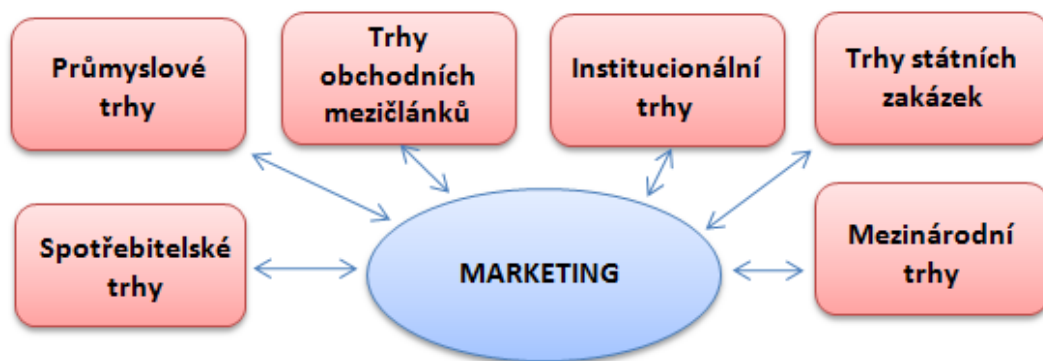 Průmyslové
trhy
Trhy
obchodních
mezičlánků
Institucionální
trhy
Trhy státních
zakázek
Spotřebitelské
trhy
MARKETING
Mezinárodní
trhy